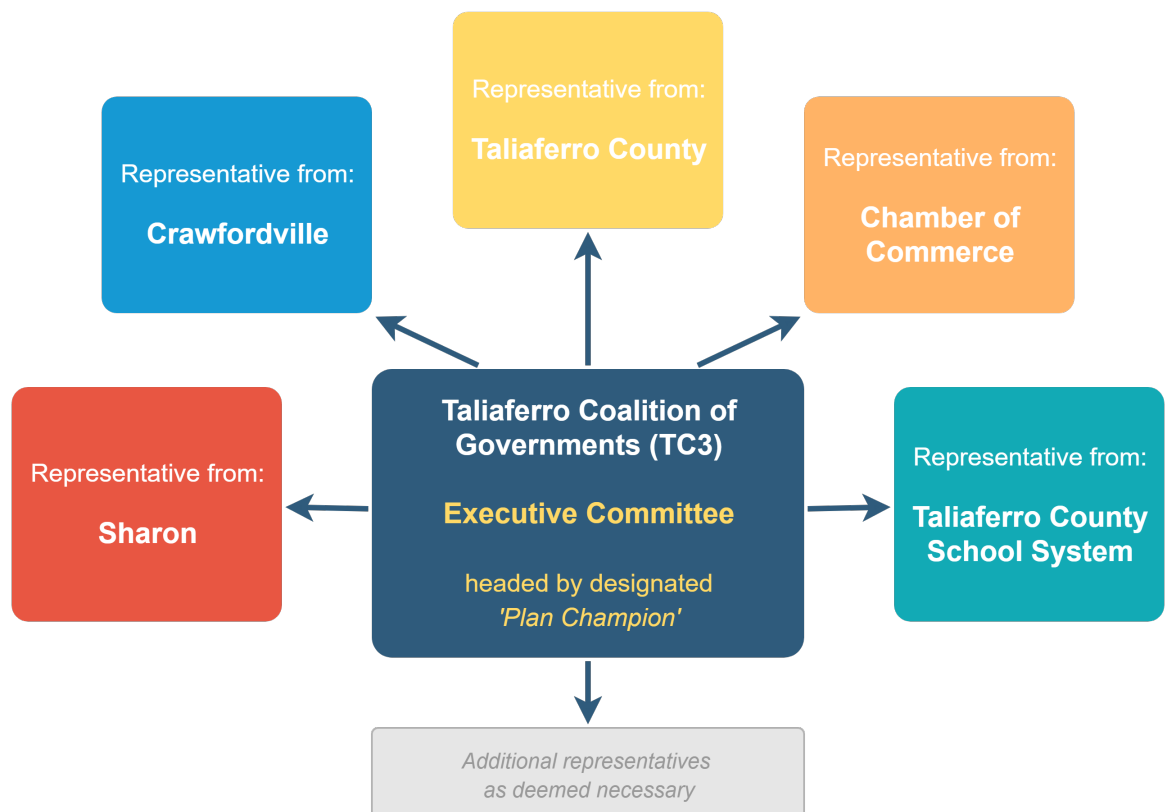 Representative from:
Taliaferro County
Representative from:
Crawfordville
Representative from:
Chamber of
Commerce
Representative from:
Sharon
Taliaferro Coalition of
Governments (TC3)
Executive Committee
headed by designated
'Plan Champion'
Representative from:
Taliaferro County
School System
Additional representatives
as deemed necessary